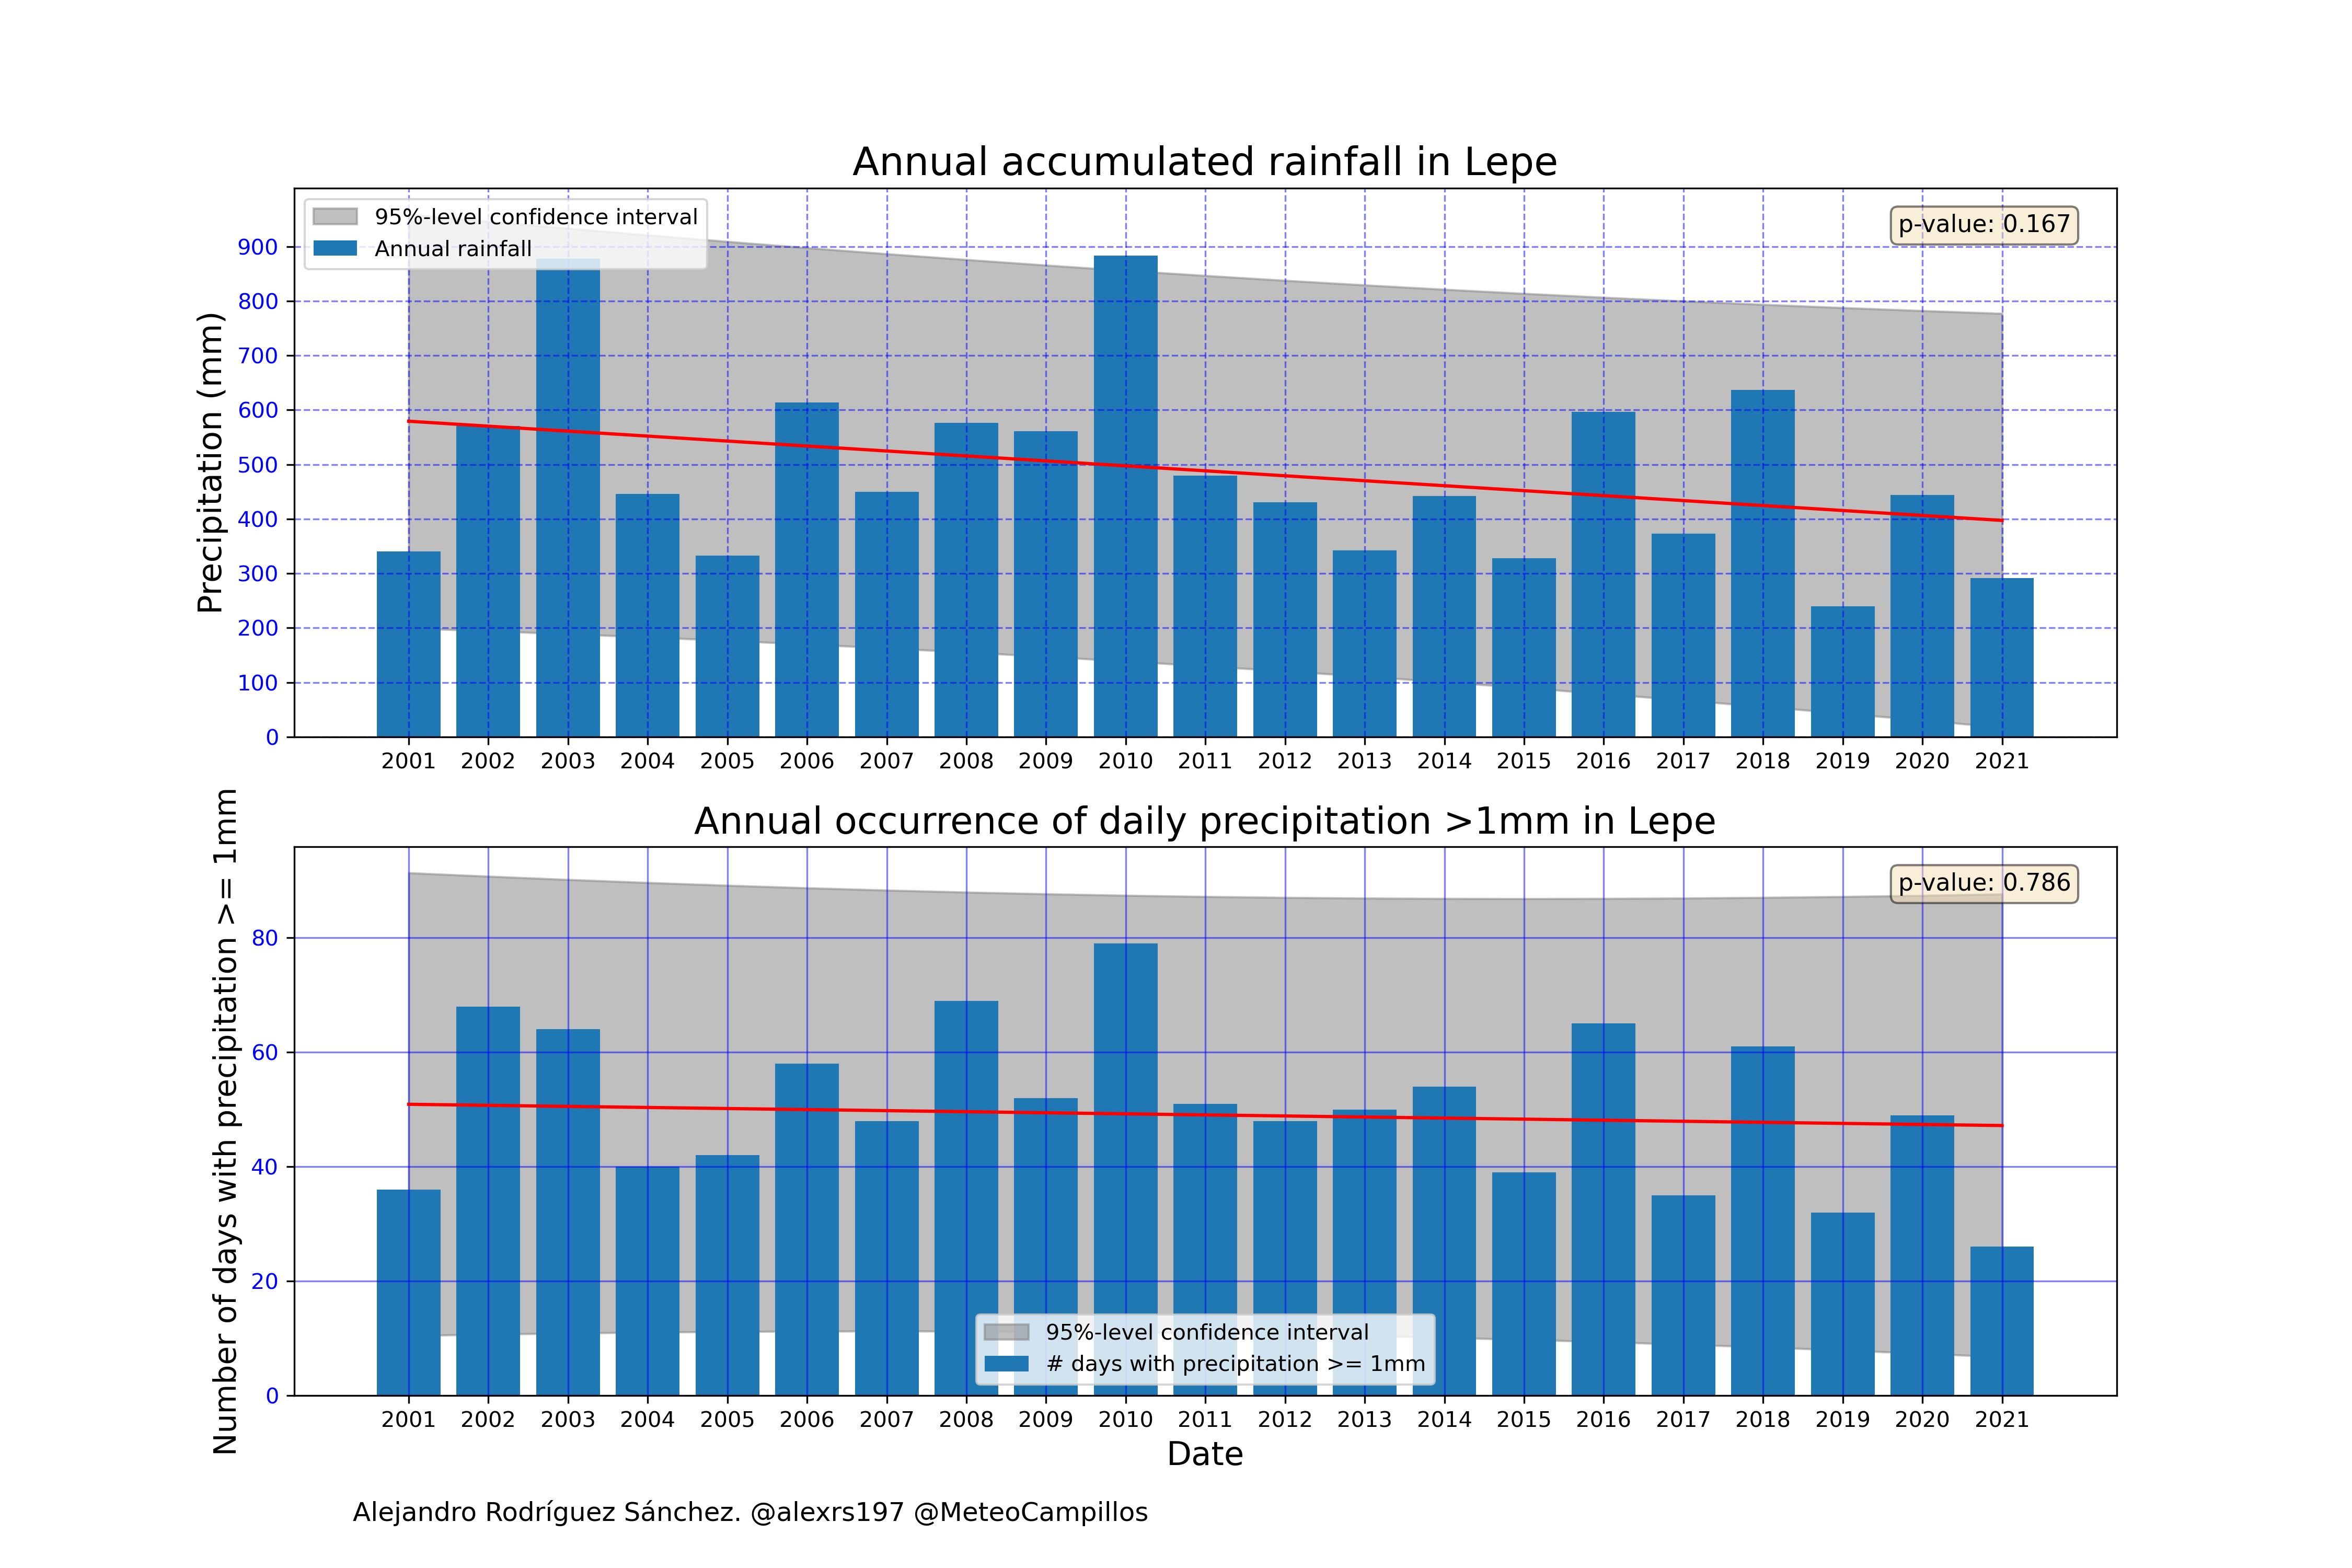 Annual accumulated rainfall in Lepe
95%-level confidence interval
Annual rainfall
p-value: 0.167
Precipitation (mm)
900
800
700
600
500
400
300
200
100
0
2001 2002 2003 2004 2005 2006 2007 2008 2009 2010 2011 2012 2013 2014 2015 2016 2017 2018 2019 2020 2021
Annual occurrence of daily precipitation >1mm in Lepe
p-value: 0.786
Number of days with precipitation >= 1mm
80
60
40
20
0
95%-level confidence interval
# days with precipitation >= 1mm
2001 2002 2003 2004 2005 2006 2007 2008 2009 2010 2011 2012 2013 2014 2015 2016 2017 2018 2019 2020 2021
Date
Alejandro Rodríguez Sánchez. @alexrs197 @MeteoCampillos